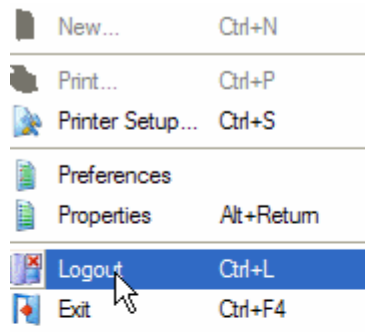 New... Ctrl+N
Print... Ctrl+P
Printer Setup... Ctrl+S
Preferences
Properties Alt+Return
Logout Ctrl+L
Exit Ctrl+F4